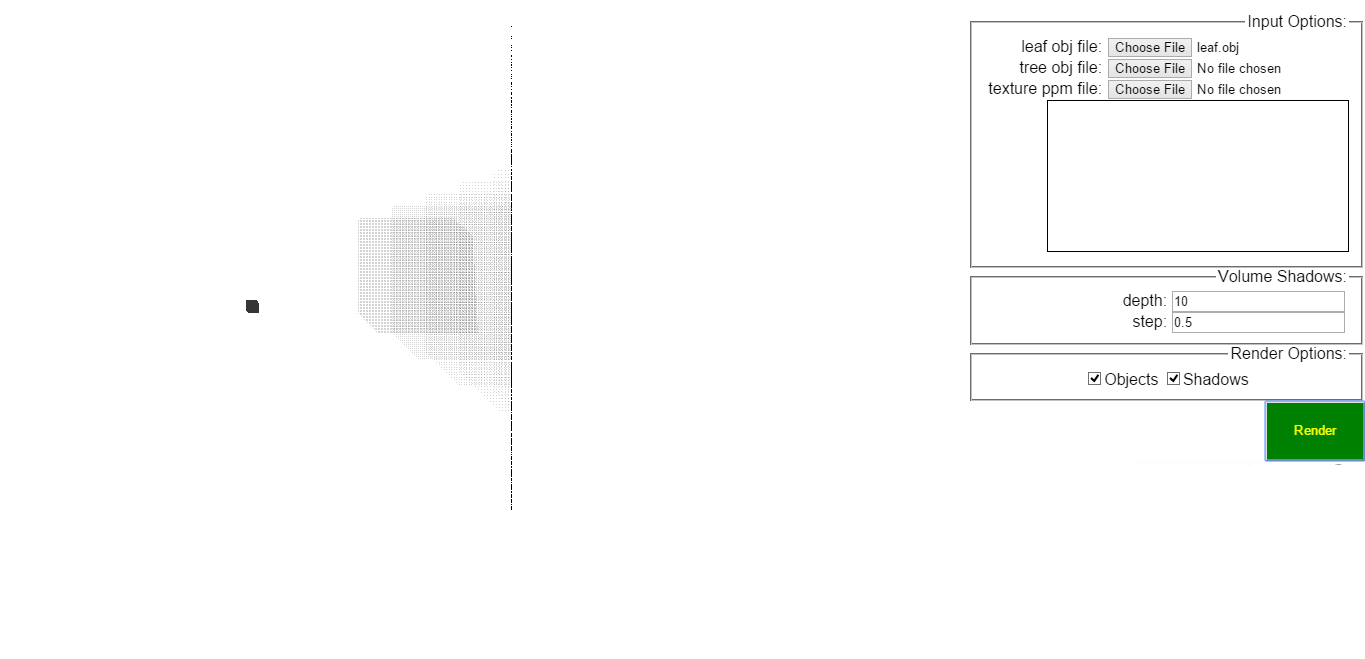 Input Options:
leaf obj file: Choose File leaf.obj
tree obj file: Choose File No file chosen
texture ppm file: Choose File No file chosen
Volume Shadows:
depth: 10
step: 0.5
Render Options:
Objects Shadows
Render